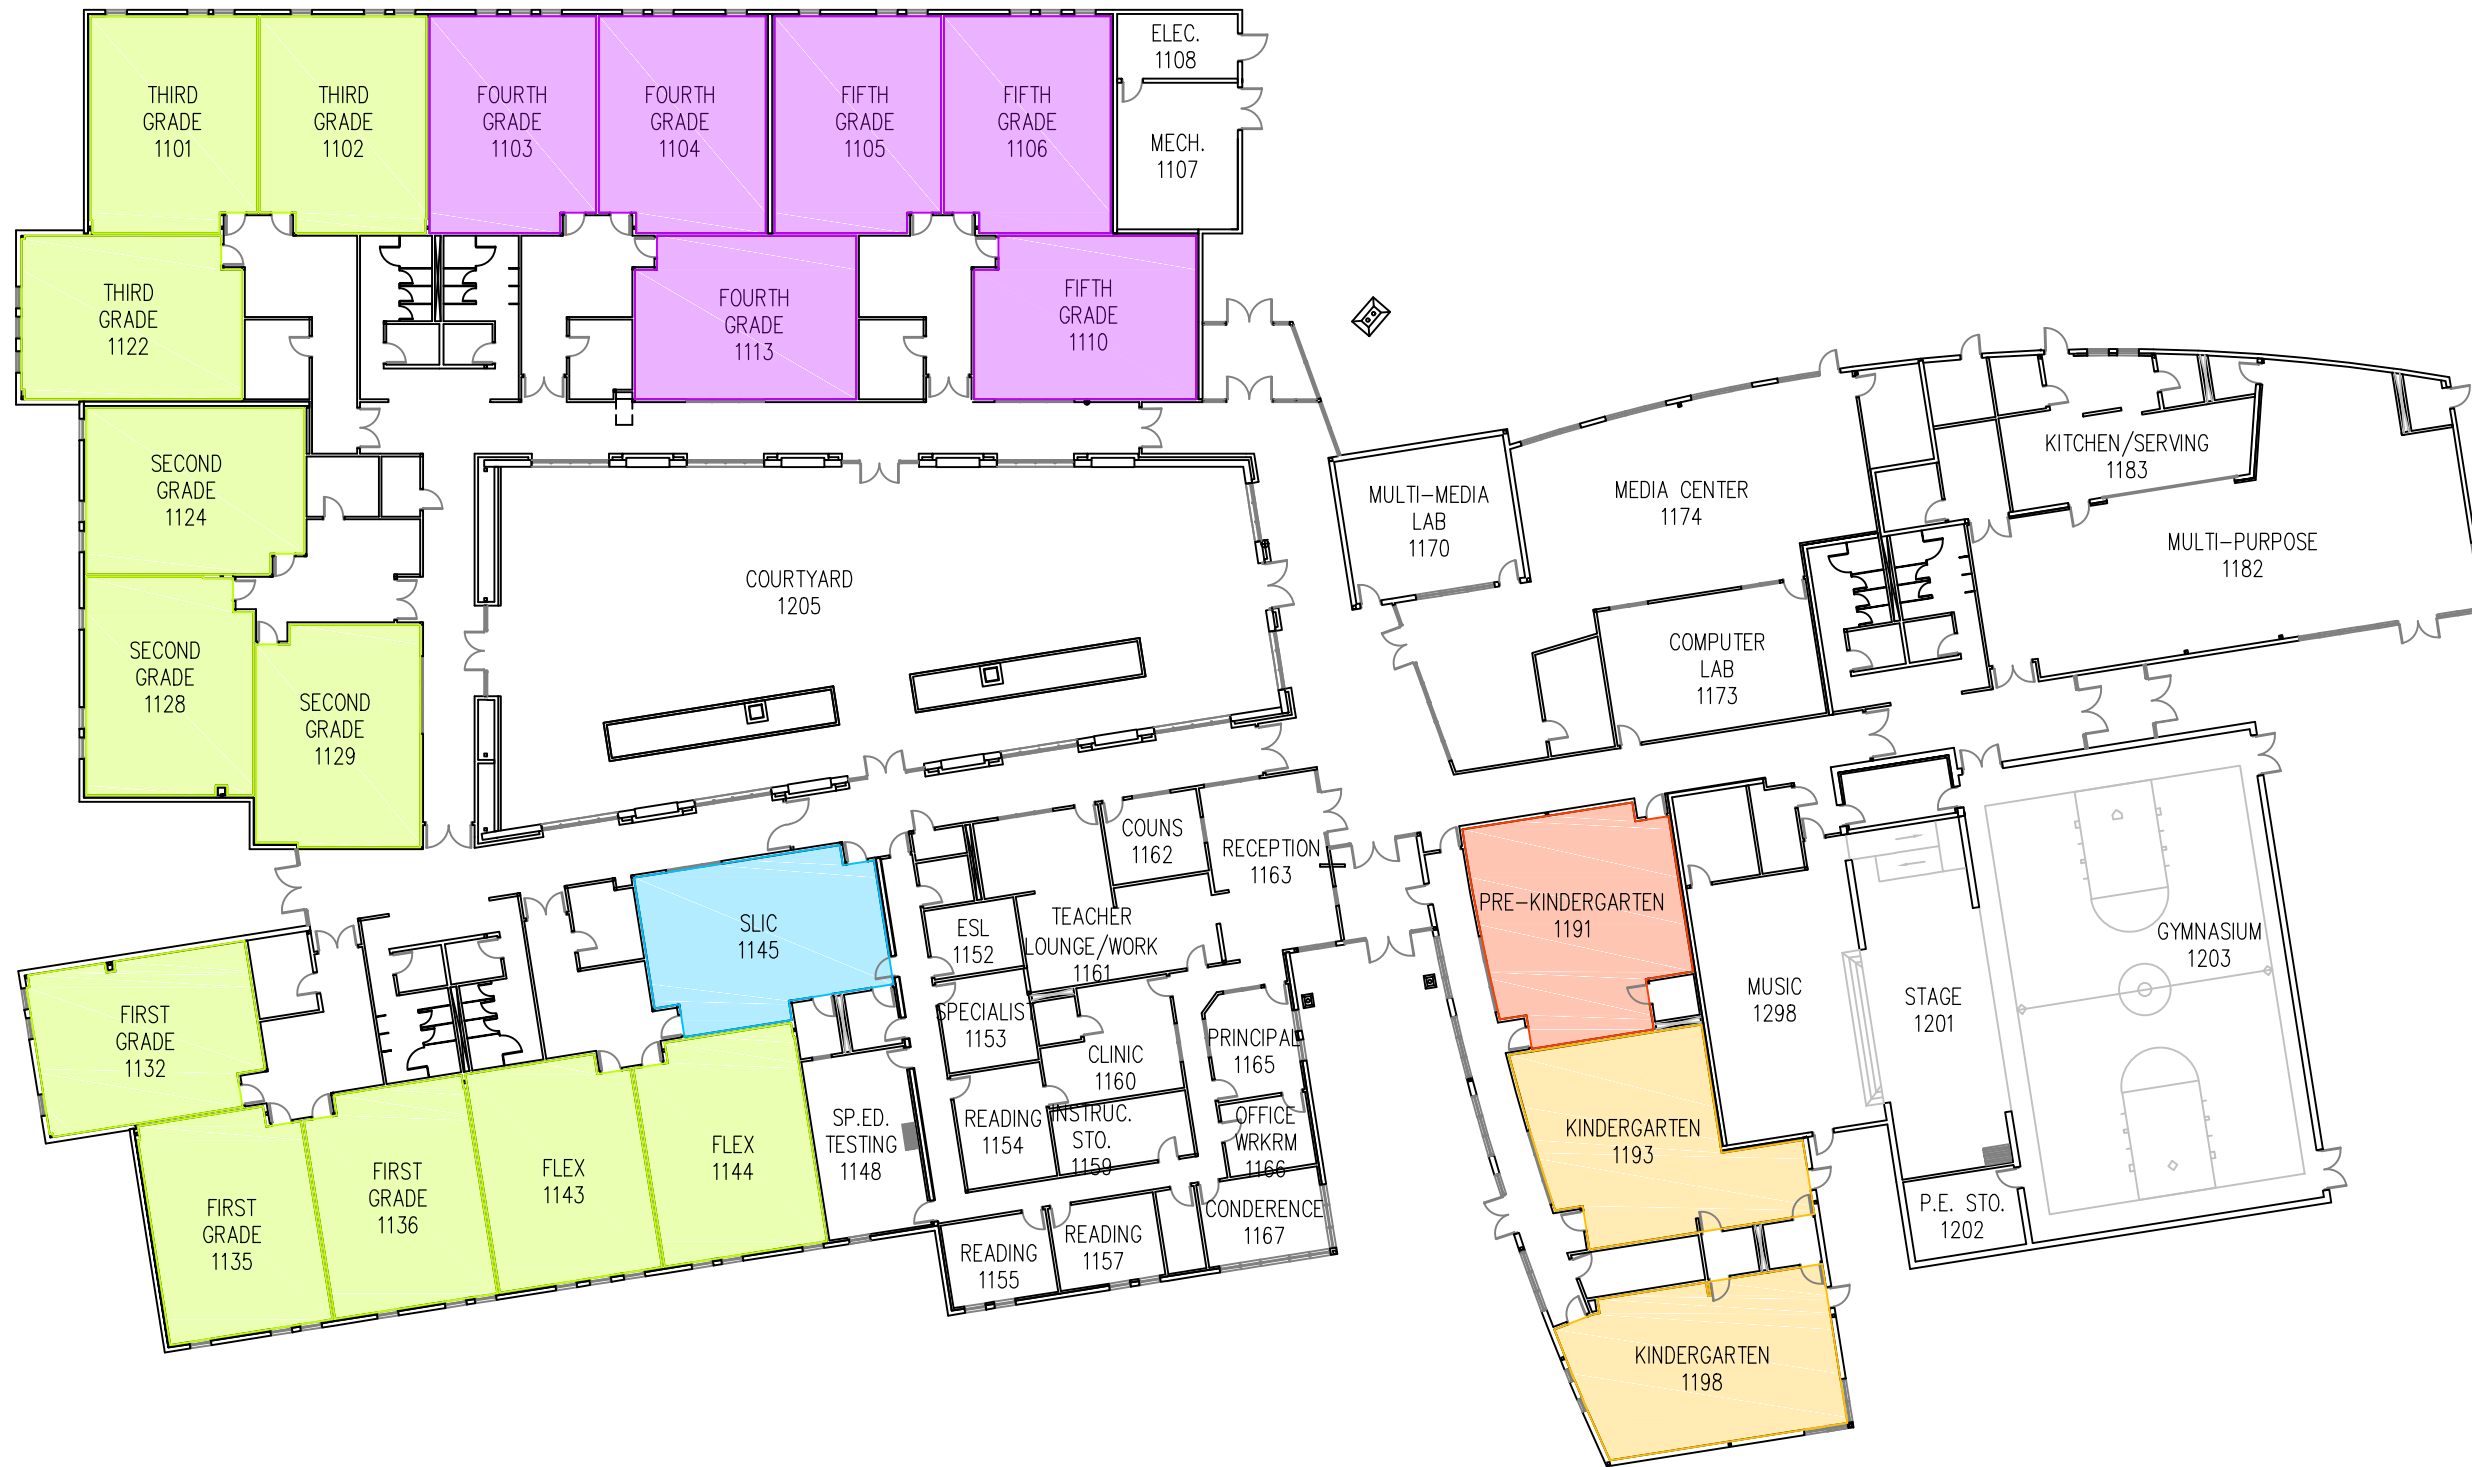 THIRD
GRADE
1101
THIRD
GRADE
1102
FOURTH
GRADE
1103
FOURTH
GRADE
1104
FIFTH
GRADE
1105
FIFTH
GRADE
1106
ELEC.
1108
MECH.
1107
THIRD
GRADE
1122
FOURTH
GRADE
1113
FIFTH
GRADE
1110
SECOND
GRADE
1124
SECOND
GRADE
1128
SECOND
GRADE
1129
COURTYARD
1205
MULTI-MEDIA
LAB
1170
MEDIA CENTER
1174
KITCHEN/SERVING
1183
MULTI-PURPOSE
1182
COMPUTER
LAB
1173
COUNS
1162
RECEPTION
1163
SLIC
1145
ESL
1152
TEACHER
LOUNGE/WORK
1161
PRE-KINDERGARTEN
1191
GYMNASIUM
1203
MUSIC
1298
STAGE
1201
FIRST
GRADE
1132
SPECIALIST
1153
CLINIC
1160
PRINCIPAL
1165
FIRST
GRADE
1135
FIRST
GRADE
1136
FLEX
1143
FLEX
1144
SP.ED.
TESTING
1148
READING
1154
INSTRUC.
STO.
1159
OFFICE
WRKRM
1166
KINDERGARTEN
1193
READING
1155
READING
1157
CONDERENCE
1167
P.E. STO.
1202
KINDERGARTEN
1198